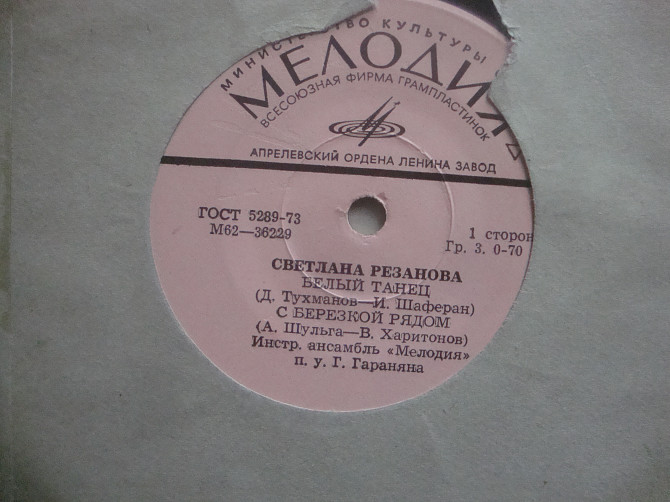 МИНИСТЕРСТВО КУЛЬТУРЫ
МЕЛОДИЯ
ВСЕСОЮЗНАЯ ФИРМА ГРАМПЛАСТИНОК
АПРЕЛЕВСКИЙ ОРДЕНА ЛЕНИНА ЗАВОД
ГОСТ 5289-73
М62—36229
1 сторон
Гр. 3. 0-70
СВЕТЛАНА РЕЗАНОВА
БЕЛЫЙ ТАНЕЦ
(Д. Тухманов—И. Шаферан)
С БЕРЕЗКОЙ РЯДОМ
(А. Шульга—В. Харитонов)
Инстр. ансамбль «Мелодия»
п. у. Г. Гараняна